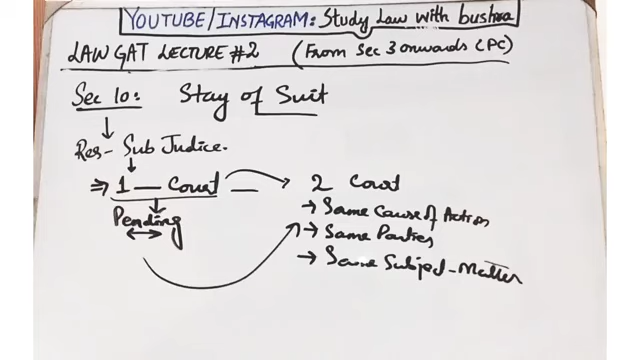 YOUTUBE/INSTAGRAM: Study Law with bushra
LAW GAT LECTURE #2 (From Sec 3 onwards CPC)
Sec 10: Stay of Suit
Res-Sub Judice.
⇒ 1 — Court — 2 Court
Pending
→ Same Cause of Action
→ Same Parties
→ Same Subject-Matter